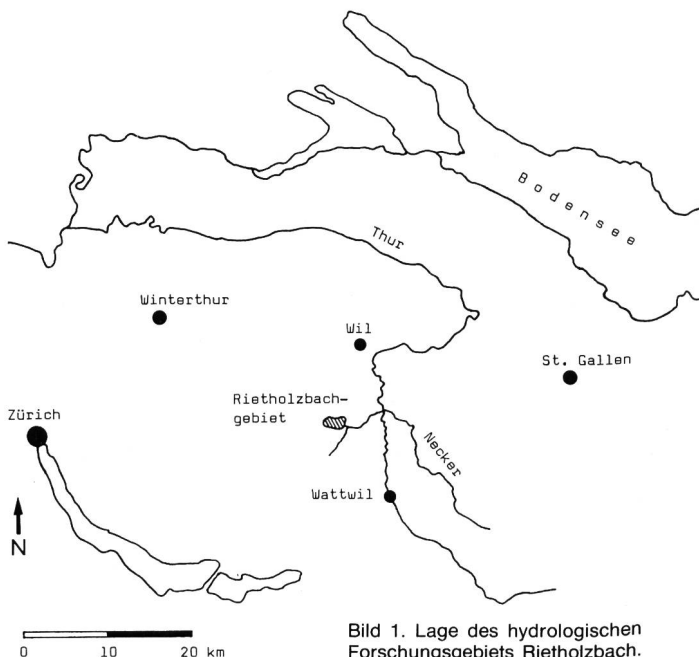 Bodensee
Thur
Winterthur
Wil
St. Gallen
Rietholzbach-
gebiet
Zürich
Necker
Wattwil
N
0 10 20 km
Bild 1. Lage des hydrologischen
Forschungsgebiets Rietholzbach.